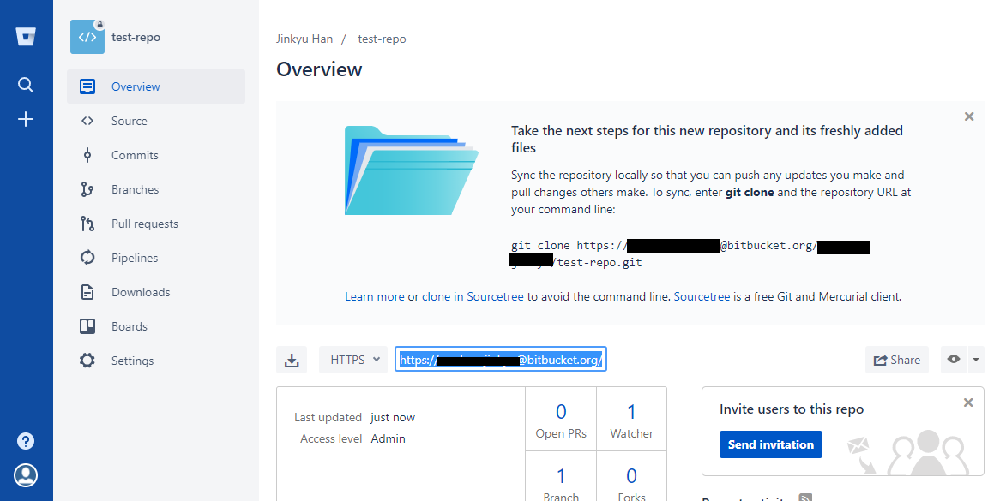 test-repo
Overview
Source
Commits
Branches
Pull requests
Pipelines
Downloads
Boards
Settings
Jinkyu Han / test-repo
Overview
Take the next steps for this new repository and its freshly added
files
Sync the repository locally so that you can push any updates you make and
pull changes others make. To sync, enter git clone and the repository URL at
your command line:
git clone https://
@bitbucket.org/
/test-repo.git
Learn more or clone in Sourcetree to avoid the command line. Sourcetree is a free Git and Mercurial client.
HTTPS
https://
@bitbucket.org/
Share
Last updated just now
Access level Admin
0
Open PRs
1
Watcher
1
Branch
0
Forks
Invite users to this repo
Send invitation